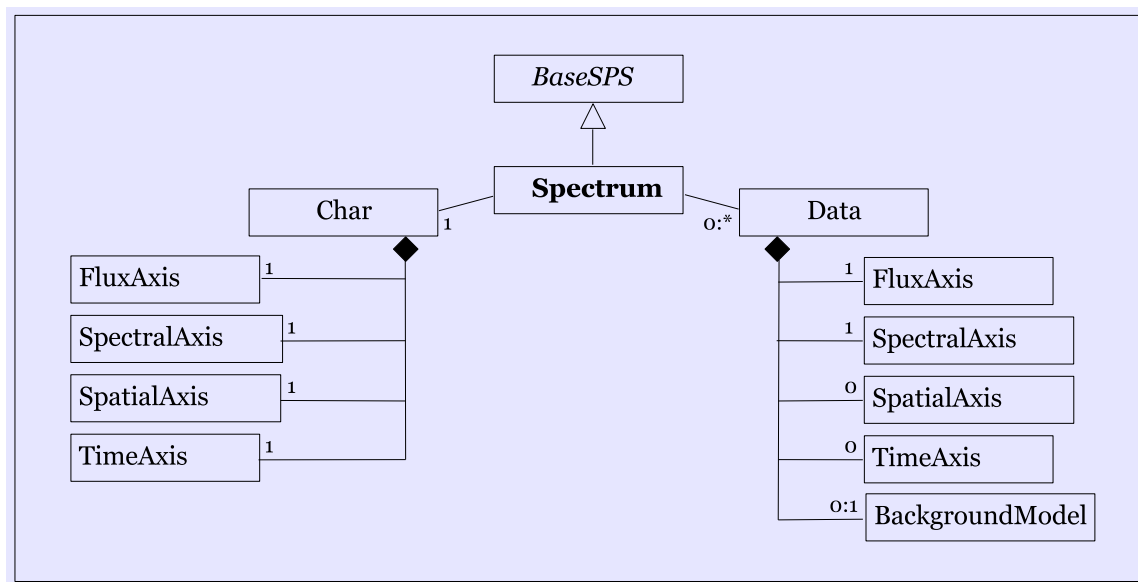 BaseSPS
Spectrum
Char
1
0:*
Data
1
FluxAxis
1
SpectralAxis
1
SpatialAxis
1
TimeAxis
1
FluxAxis
1
SpectralAxis
0
SpatialAxis
0
TimeAxis
0:1
BackgroundModel